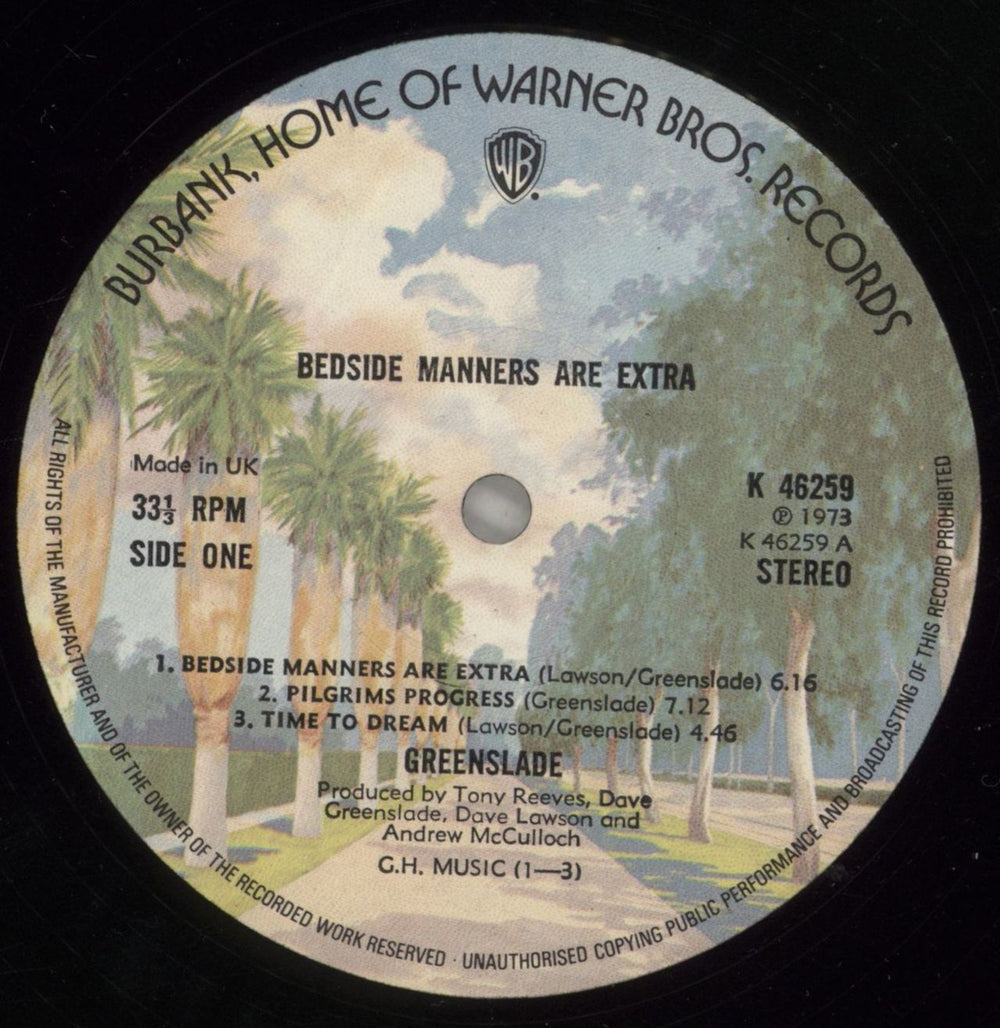 BURBANK, HOME OF WARNER BROS. RECORDS
WB
BEDSIDE MANNERS ARE EXTRA
Made in UK
33⅓ RPM
SIDE ONE
K 46259
℗ 1973
K 46259 A
STEREO
1. BEDSIDE MANNERS ARE EXTRA (Lawson/Greenslade) 6.16
2. PILGRIMS PROGRESS (Greenslade) 7.12
3. TIME TO DREAM (Lawson/Greenslade) 4.46
GREENSLADE
Produced by Tony Reeves, Dave
Greenslade, Dave Lawson and
Andrew McCulloch
G.H. MUSIC (1—3)
ALL RIGHTS OF THE MANUFACTURER AND OF THE OWNER OF THE RECORDED WORK RESERVED · UNAUTHORISED COPYING PUBLIC PERFORMANCE AND BROADCASTING OF THIS RECORD PROHIBITED